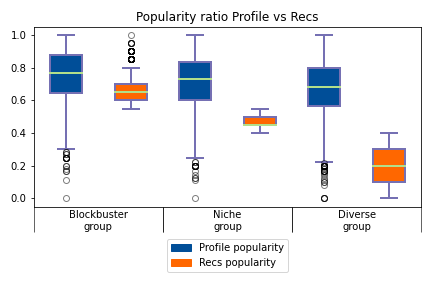 Popularity ratio Profile vs Recs
1.0
0.8
0.6
0.4
0.2
0.0
Blockbuster
group
Niche
group
Diverse
group
Profile popularity
Recs popularity